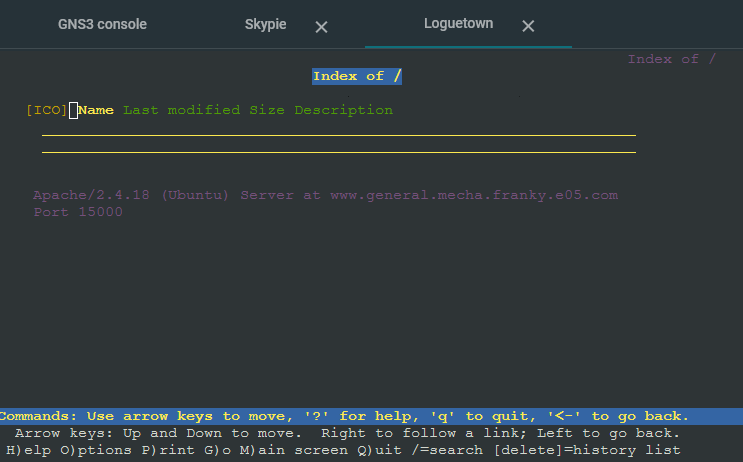 GNS3 console Skypie × Loguetown ×
Index of /
Index of /
[ICO] Name Last modified Size Description
Apache/2.4.18 (Ubuntu) Server at www.general.mecha.franky.e05.com
Port 15000
Commands: Use arrow keys to move, '?' for help, 'q' to quit, '<-' to go back.
Arrow keys: Up and Down to move.  Right to follow a link; Left to go back.
H)elp O)ptions P)rint G)o M)ain screen Q)uit /=search [delete]=history list